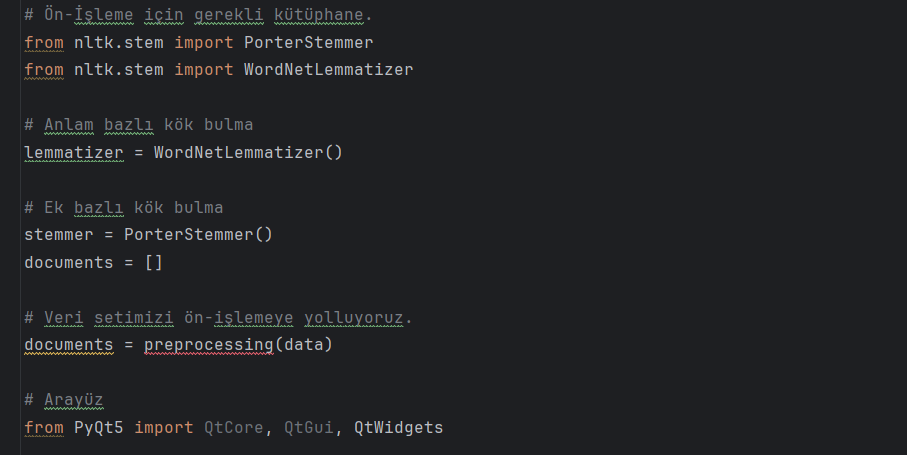 # Ön-İşleme için gerekli kütüphane.
from nltk.stem import PorterStemmer
from nltk.stem import WordNetLemmatizer
# Anlam bazlı kök bulma
lemmatizer = WordNetLemmatizer()
# Ek bazlı kök bulma
stemmer = PorterStemmer()
documents = []
# Veri setimizi ön-işlemeye yolluyoruz.
documents = preprocessing(data)
# Arayüz
from PyQt5 import QtCore, QtGui, QtWidgets